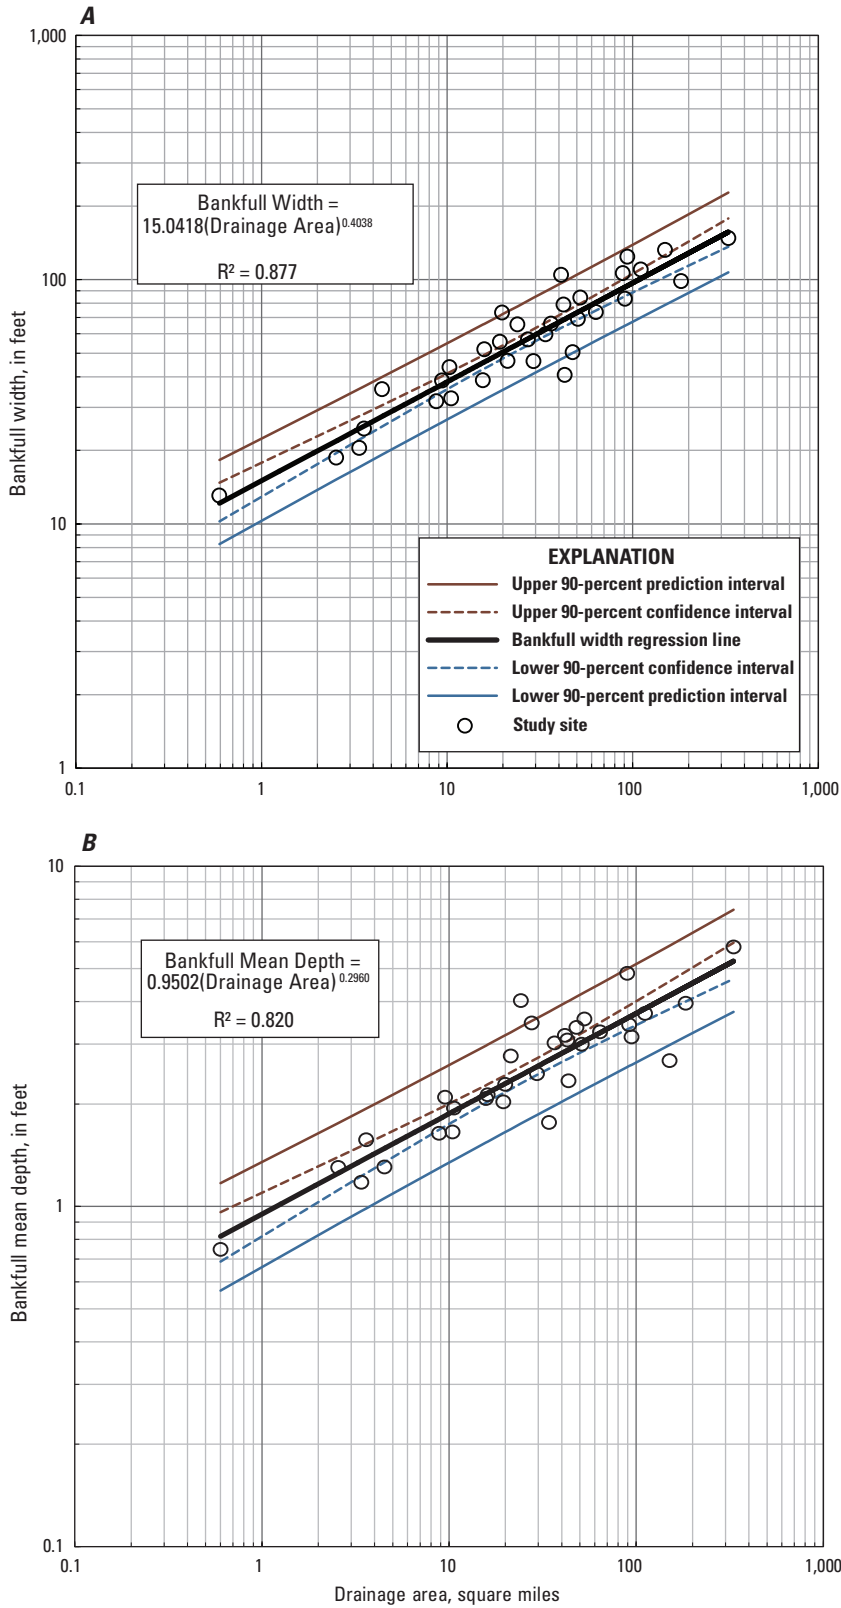 A
1,000
100
10
1
Bankfull width, in feet
Bankfull Width =
15.0418(Drainage Area)^0.4038
R² = 0.877
EXPLANATION
Upper 90-percent prediction interval
Upper 90-percent confidence interval
Bankfull width regression line
Lower 90-percent confidence interval
Lower 90-percent prediction interval
Study site
0.1 1 10 100 1,000
B
10
1
0.1
Bankfull mean depth, in feet
Bankfull Mean Depth =
0.9502(Drainage Area)^0.2960
R² = 0.820
0.1 1 10 100 1,000
Drainage area, square miles